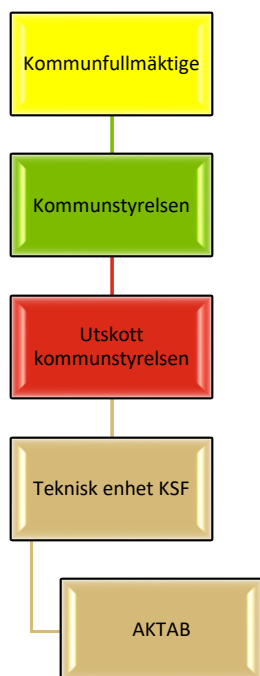 Kommunfullmäktige
Kommunstyrelsen
Utskott
kommunstyrelsen
Teknisk enhet KSF
AKTAB